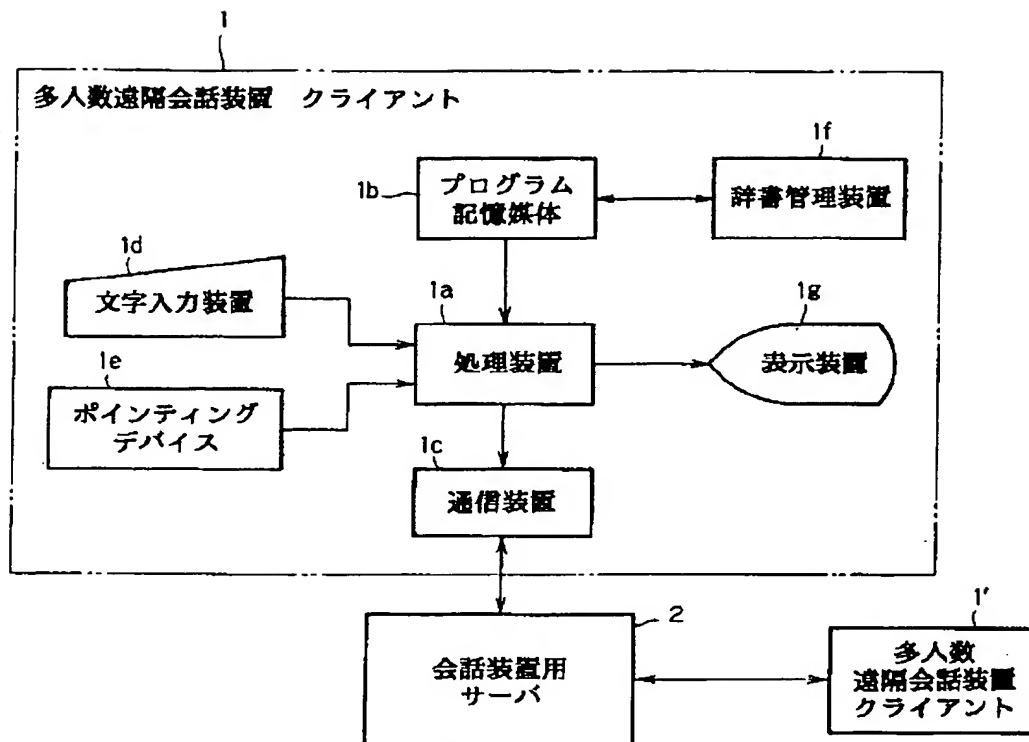 1
多人数遠隔会話装置 クライアント
1f
1b
プログラム
記憶媒体
辞書管理装置
1d
文字入力装置
1a
処理装置
1g
表示装置
1e
ポインティング
デバイス
1c
通信装置
2
会話装置用
サーバ
1'
多人数
遠隔会話装置
クライアント